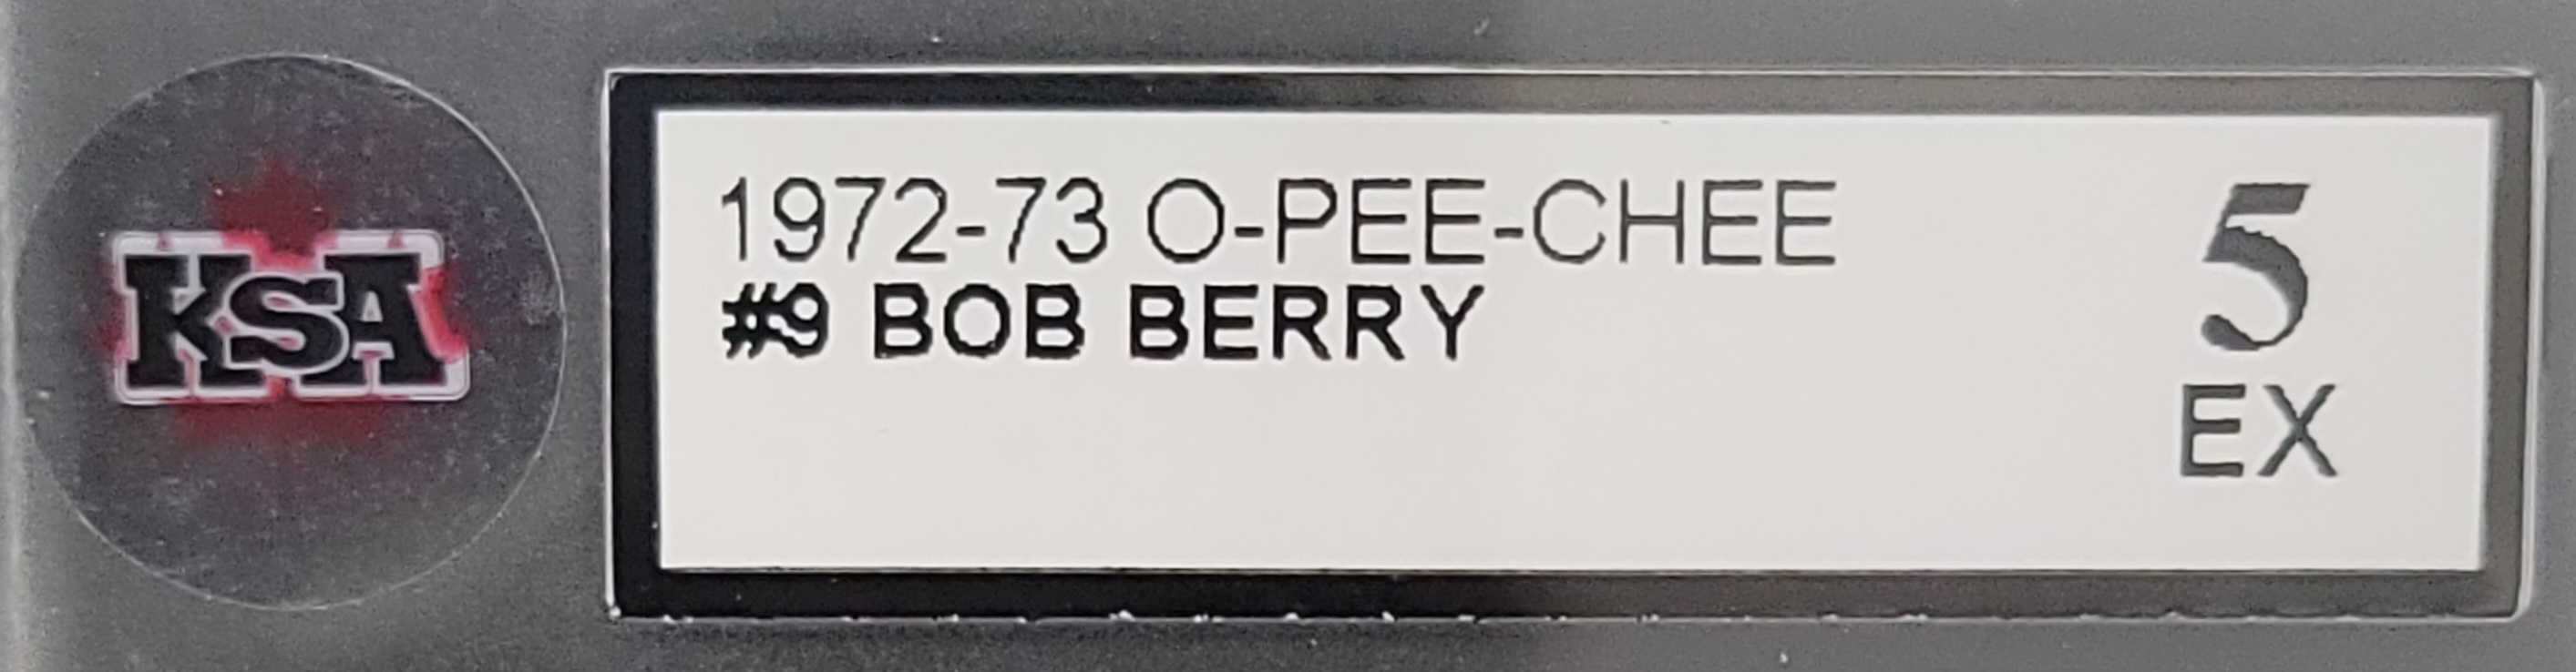 KSA
1972-73 O-PEE-CHEE
#9 BOB BERRY
5
EX